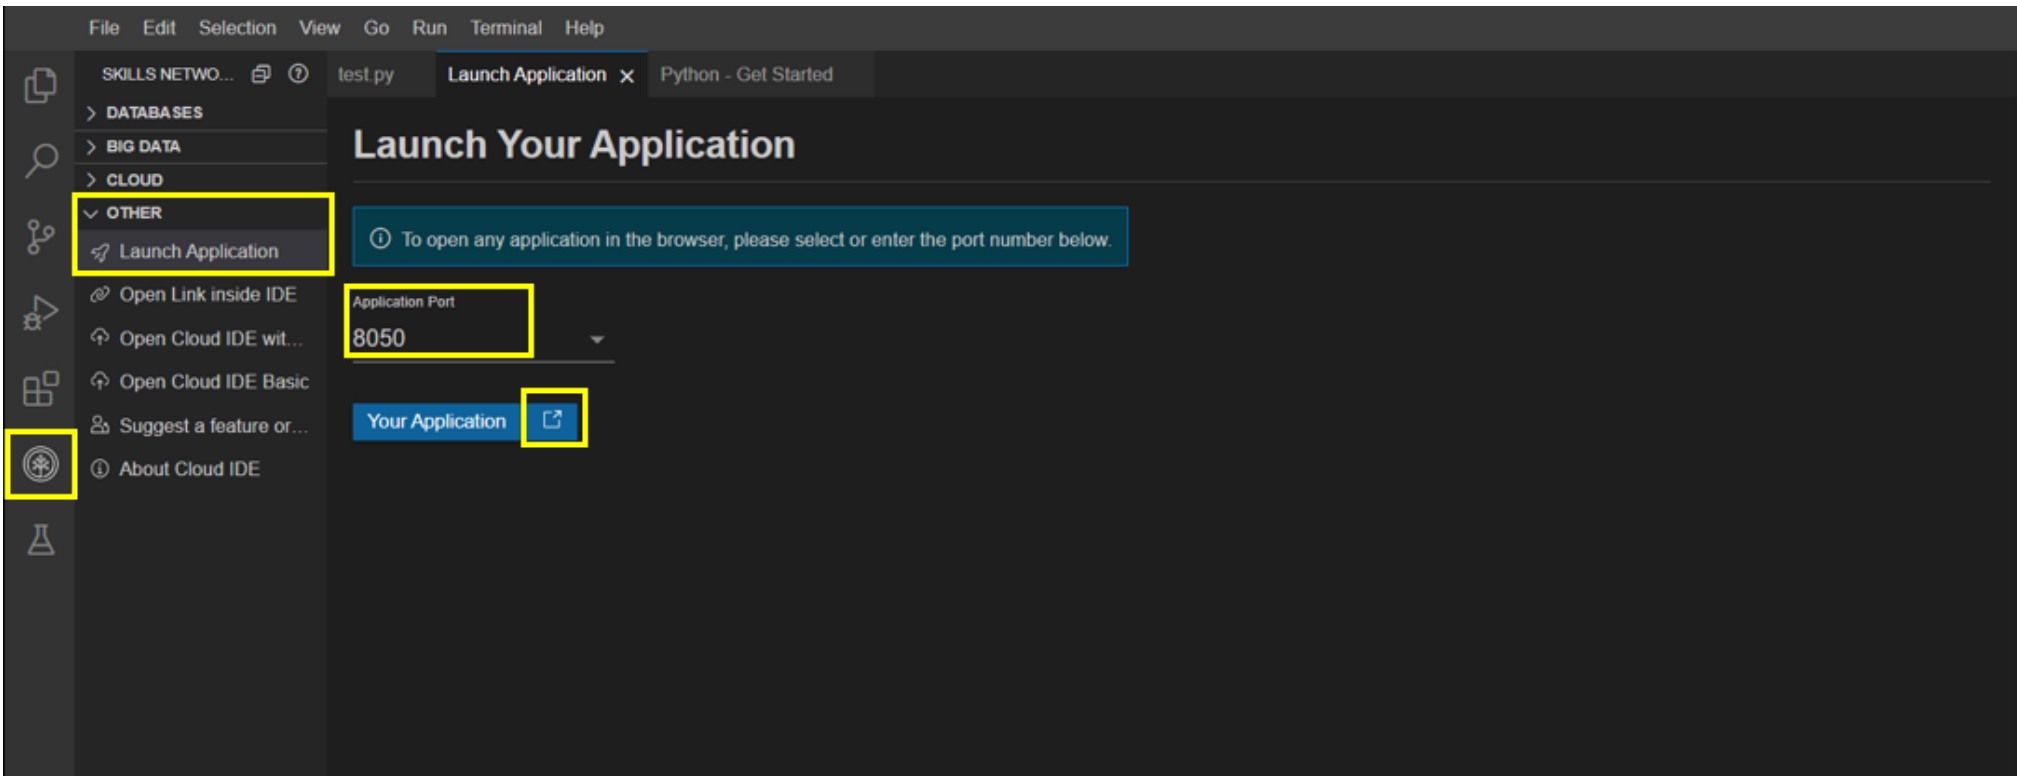 File Edit Selection View Go Run Terminal Help
SKILLS NETWO...
test.py Launch Application Python - Get Started
DATABASES
BIG DATA
CLOUD
OTHER
Launch Application
Open Link inside IDE
Open Cloud IDE wit...
Open Cloud IDE Basic
Suggest a feature or...
About Cloud IDE
Launch Your Application
To open any application in the browser, please select or enter the port number below.
Application Port
8050
Your Application